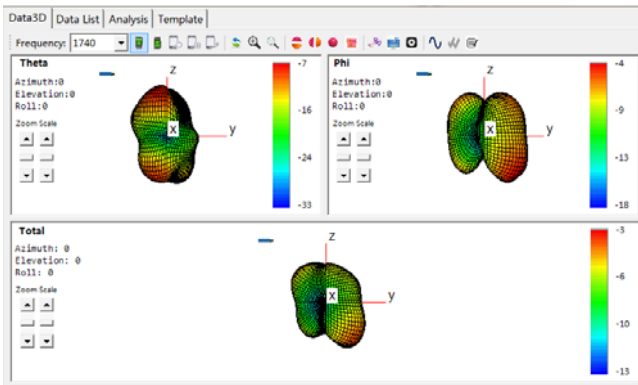 Data3D Data List Analysis Template
Frequency: 1740
Theta
Azimuth:0
Elevation:0
Roll:0
Zoom Scale
z
x
y
-7
-16
-24
-33
Phi
Azimuth:0
Elevation:0
Roll:0
Zoom Scale
z
x
y
-4
-9
-13
-18
Total
Azimuth: 0
Elevation: 0
Roll: 0
Zoom Scale
z
x
y
-3
-6
-10
-13